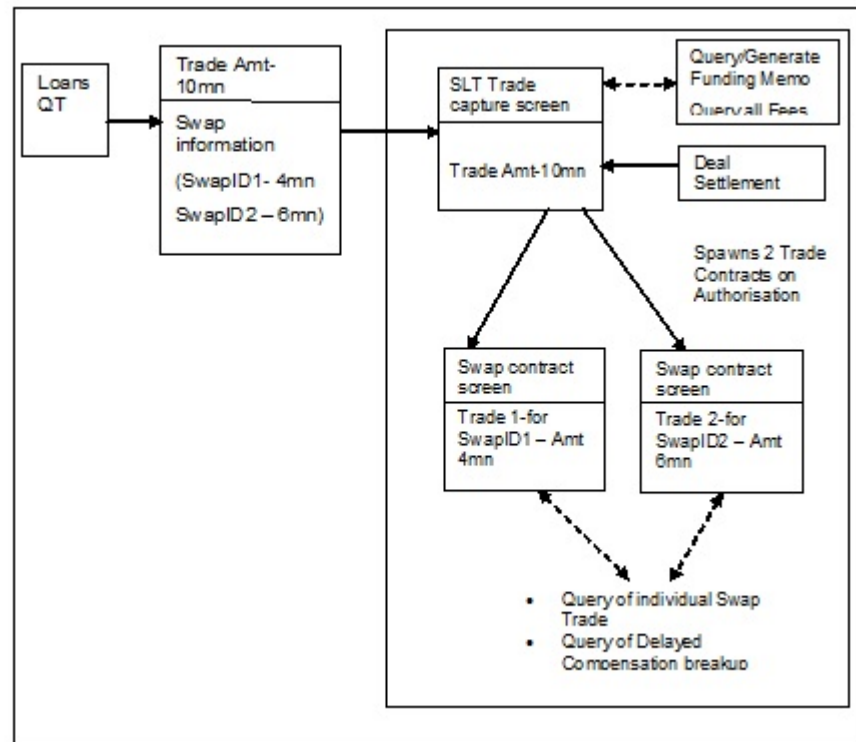 Loans
QT
Trade Amt-
10mn
Swap
information
(SwapID1- 4mn
SwapID2 – 6mn)
SLT Trade
capture screen
Trade Amt-10mn
Query/Generate
Funding Memo
Query all Fees
Deal
Settlement
Spawns 2 Trade
Contracts on
Authorisation
Swap contract
screen
Trade 1-for
SwapID1 – Amt
4mn
Swap contract
screen
Trade 2-for
SwapID2 – Amt
6mn
• Query of individual Swap
Trade
• Query of Delayed
Compensation breakup